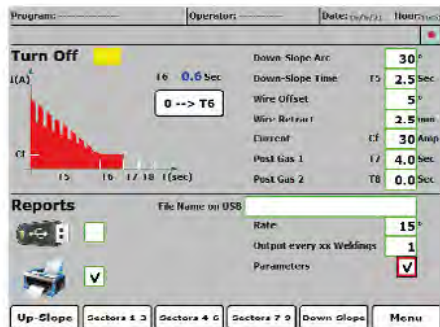 Program: Operator: Date: Hour:
Turn Off
I(A)
T6 0.6 Sec
0 --> T6
Cf
T5 T6 T7 T8 T(sec)
Down-Slope Arc 30 °
Down-Slope Time T5 2.5 Sec
Wire Offset 5 °
Wire Retract 2.5 mm
Current Cf 30 Amp
Post Gas 1 T7 4.0 Sec
Post Gas 2 T8 0.0 Sec
Reports
File Name on USB
Rate 15 °
Output every xx Weldings 1
Parameters V
V
Up-Slope Sectors 1-3 Sectors 4-6 Sectors 7-9 Down Slope Menu